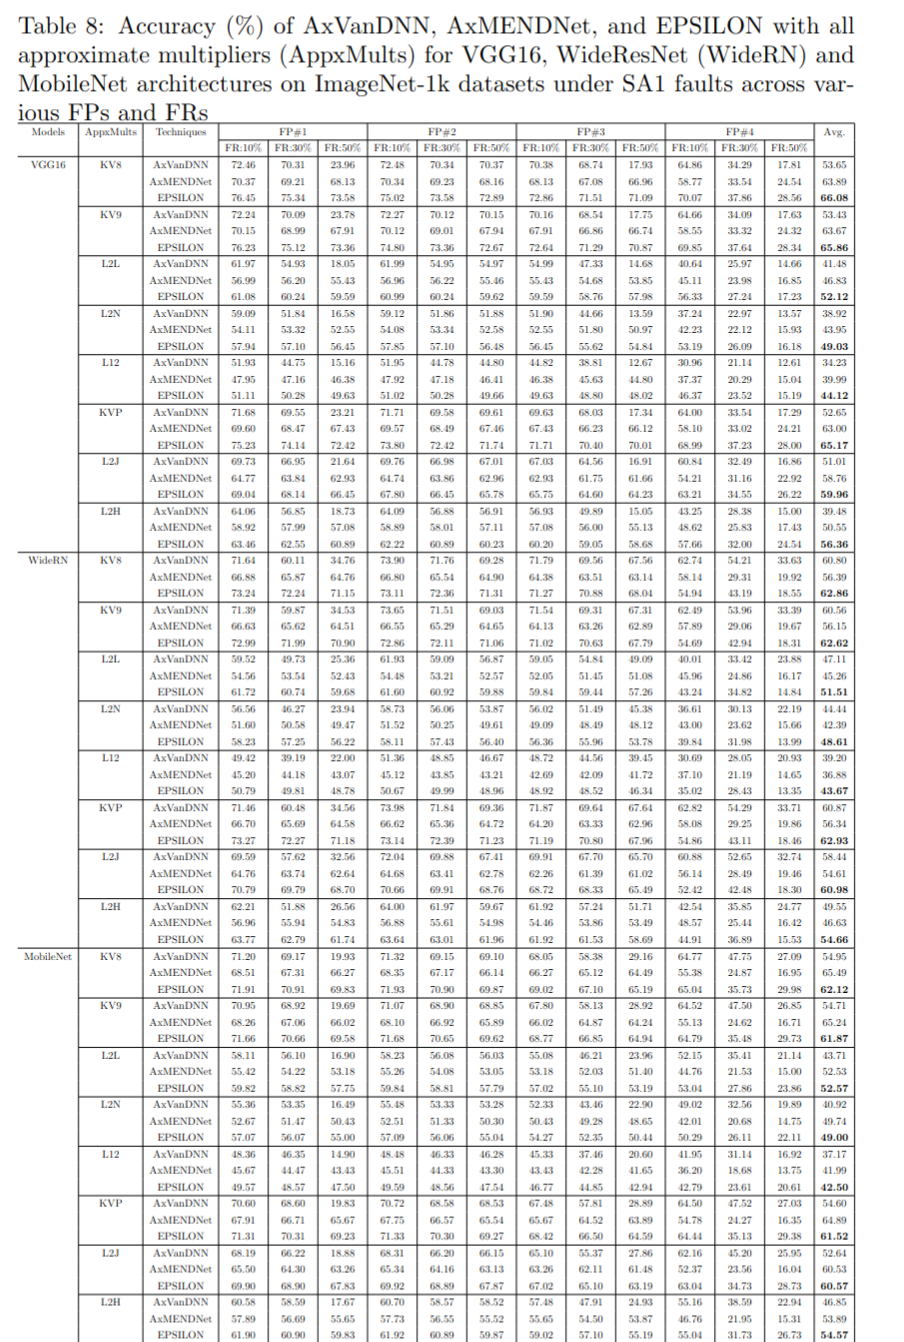 Table 8: Accuracy (%) of AxVanDNN, AxMENDNet, and EPSILON with all
approximate multipliers (AppxMults) for VGG16, WideResNet (WideRN) and
MobileNet architectures on ImageNet-1k datasets under SA1 faults across var-
ious FPs and FRs
Models AppxMults Techniques FP#1 FP#2 FP#3 FP#4 Avg.
FR:10% FR:30% FR:50% FR:10% FR:30% FR:50% FR:10% FR:30% FR:50% FR:10% FR:30% FR:50%
VGG16 KV8 AxVanDNN 72.46 70.31 23.96 72.48 70.34 70.37 70.38 68.74 17.93 64.86 34.29 17.81 53.65
AxMENDNet 70.37 69.21 68.13 70.34 69.23 68.16 68.13 67.08 66.96 58.77 33.54 24.54 63.89
EPSILON 76.45 75.34 73.58 75.02 73.58 72.89 72.86 71.51 71.09 70.07 37.86 28.56 66.08
KV9 AxVanDNN 72.24 70.09 23.78 72.27 70.12 70.15 70.16 68.54 17.75 64.66 34.09 17.63 53.43
AxMENDNet 70.15 68.99 67.91 70.12 69.01 67.94 67.91 66.86 66.74 58.55 33.32 24.32 63.67
EPSILON 76.23 75.12 73.36 74.80 73.36 72.67 72.64 71.29 70.87 69.85 37.64 28.34 65.86
L2L AxVanDNN 61.97 54.93 18.05 61.99 54.95 54.97 54.99 47.33 14.68 40.64 25.97 14.66 41.48
AxMENDNet 56.99 56.20 55.43 56.96 56.22 55.46 55.43 54.68 53.85 45.11 23.98 16.85 46.83
EPSILON 61.08 60.24 59.59 60.99 60.24 59.62 59.59 58.76 57.98 56.33 27.24 17.23 52.12
L2N AxVanDNN 59.09 51.84 16.58 59.12 51.86 51.88 51.90 44.66 13.59 37.24 22.97 13.57 38.92
AxMENDNet 54.11 53.32 52.55 54.08 53.34 52.58 52.55 51.80 50.97 42.23 22.12 15.93 43.95
EPSILON 57.94 57.10 56.45 57.85 57.10 56.48 56.45 55.62 54.84 53.19 26.09 16.18 49.03
L12 AxVanDNN 51.93 44.75 15.16 51.95 44.78 44.80 44.82 38.81 12.67 30.96 21.14 12.61 34.23
AxMENDNet 47.95 47.16 46.38 47.92 47.18 46.41 46.38 45.63 44.80 37.37 20.29 15.04 39.99
EPSILON 51.11 50.28 49.63 51.02 50.28 49.66 49.63 48.80 48.02 46.37 23.52 15.19 44.12
KVP AxVanDNN 71.68 69.55 23.21 71.71 69.58 69.61 69.63 68.03 17.34 64.00 33.54 17.29 52.65
AxMENDNet 69.60 68.47 67.43 69.57 68.49 67.46 67.43 66.23 66.12 58.10 33.02 24.21 63.00
EPSILON 75.23 74.14 72.42 73.80 72.42 71.74 71.71 70.40 70.01 68.99 37.23 28.00 65.17
L2J AxVanDNN 69.73 66.95 21.64 69.76 66.98 67.01 67.03 64.56 16.91 60.84 32.49 16.86 51.01
AxMENDNet 64.77 63.84 62.93 64.74 63.86 62.96 62.93 61.75 61.66 54.21 31.16 22.92 58.76
EPSILON 69.04 68.14 66.45 67.80 66.45 65.78 65.75 64.60 64.23 63.21 34.55 26.22 59.96
L2H AxVanDNN 64.06 56.85 18.73 64.09 56.88 56.91 56.93 49.89 15.05 43.25 28.38 15.00 39.48
AxMENDNet 58.92 57.99 57.08 58.89 58.01 57.11 57.08 56.00 55.13 48.62 25.83 17.43 50.55
EPSILON 63.46 62.55 60.89 62.22 60.89 60.23 60.20 59.05 58.68 57.66 32.00 24.54 56.36
WideRN KV8 AxVanDNN 71.64 60.11 34.76 73.90 71.76 69.28 71.79 69.56 67.56 62.74 54.21 33.63 60.80
AxMENDNet 66.88 65.87 64.76 66.80 65.54 64.90 64.38 63.51 63.14 58.14 29.31 19.92 56.39
EPSILON 73.24 72.24 71.15 73.11 72.36 71.31 71.27 70.88 68.04 54.94 43.19 18.55 62.86
KV9 AxVanDNN 71.39 59.87 34.53 73.65 71.51 69.03 71.54 69.31 67.31 62.49 53.96 33.39 60.56
AxMENDNet 66.63 65.62 64.51 66.55 65.29 64.65 64.13 63.26 62.89 57.89 29.06 19.67 56.15
EPSILON 72.99 71.99 70.90 72.86 72.11 71.06 71.02 70.63 67.79 54.69 42.94 18.31 62.62
L2L AxVanDNN 59.52 49.73 25.36 61.93 59.09 56.87 59.05 54.84 49.09 40.01 33.42 23.88 47.11
AxMENDNet 54.56 53.54 52.43 54.48 53.21 52.57 52.05 51.45 51.08 45.96 24.86 16.17 45.26
EPSILON 61.72 60.74 59.68 61.60 60.92 59.88 59.84 59.44 57.26 43.24 34.82 14.84 51.51
L2N AxVanDNN 56.56 46.27 23.94 58.73 56.06 53.87 56.02 51.49 45.38 36.61 30.13 22.19 44.44
AxMENDNet 51.60 50.58 49.47 51.52 50.25 49.61 49.09 48.49 48.12 43.00 23.62 15.66 42.39
EPSILON 58.23 57.25 56.22 58.11 57.43 56.40 56.36 55.96 53.78 39.84 31.98 13.99 48.61
L12 AxVanDNN 49.42 39.19 22.00 51.36 48.85 46.67 48.72 44.56 39.45 30.69 28.05 20.93 39.20
AxMENDNet 45.20 44.18 43.07 45.12 43.85 43.21 42.69 42.09 41.72 37.10 21.19 14.65 36.88
EPSILON 50.79 49.81 48.78 50.67 49.99 48.96 48.92 48.52 46.34 35.02 28.43 13.35 43.67
KVP AxVanDNN 71.46 60.48 34.56 73.98 71.84 69.36 71.87 69.64 67.64 62.82 54.29 33.71 60.87
AxMENDNet 66.70 65.69 64.58 66.62 65.36 64.72 64.20 63.33 62.96 58.08 29.25 19.86 56.34
EPSILON 73.27 72.27 71.18 73.14 72.39 71.23 71.19 70.80 67.96 54.86 43.11 18.46 62.93
L2J AxVanDNN 69.59 57.62 32.56 72.04 69.88 67.41 69.91 67.70 65.70 60.88 52.65 32.74 58.44
AxMENDNet 64.76 63.74 62.64 64.68 63.41 62.78 62.26 61.39 61.02 56.14 28.49 19.46 54.61
EPSILON 70.79 69.79 68.70 70.66 69.91 68.76 68.72 68.33 65.49 52.42 42.48 18.30 60.98
L2H AxVanDNN 62.21 51.88 26.56 64.00 61.97 59.67 61.92 57.24 51.71 42.54 35.85 24.77 49.55
AxMENDNet 56.96 55.94 54.83 56.88 55.61 54.98 54.46 53.86 53.49 48.57 25.44 16.42 46.63
EPSILON 63.77 62.79 61.74 63.64 63.01 61.96 61.92 61.53 58.69 44.91 36.89 15.53 54.66
MobileNet KV8 AxVanDNN 71.20 69.17 19.93 71.32 69.15 69.10 68.05 58.38 29.16 64.77 47.75 27.09 54.95
AxMENDNet 68.51 67.31 66.27 68.35 67.17 66.14 66.27 65.12 64.49 55.38 24.87 16.95 65.49
EPSILON 71.91 70.91 69.83 71.93 70.90 69.87 69.02 67.10 65.19 65.04 35.73 29.98 62.12
KV9 AxVanDNN 70.95 68.92 19.69 71.07 68.90 68.85 67.80 58.13 28.92 64.52 47.50 26.85 54.71
AxMENDNet 68.26 67.06 66.02 68.10 66.92 65.89 66.02 64.87 64.24 55.13 24.62 16.71 65.24
EPSILON 71.66 70.66 69.58 71.68 70.65 69.62 68.77 66.85 64.94 64.79 35.48 29.73 61.87
L2L AxVanDNN 58.11 56.10 16.90 58.23 56.08 56.03 55.08 46.21 23.96 52.15 35.41 21.14 43.71
AxMENDNet 55.42 54.22 53.18 55.26 54.08 53.05 53.18 52.03 51.40 44.76 21.53 15.00 52.53
EPSILON 59.82 58.82 57.75 59.84 58.81 57.79 57.02 55.10 53.19 53.04 27.86 23.86 52.57
L2N AxVanDNN 55.36 53.35 16.49 55.48 53.33 53.28 52.33 43.46 22.90 49.02 32.56 19.89 40.92
AxMENDNet 52.67 51.47 50.43 52.51 51.33 50.30 50.43 49.28 48.65 42.01 20.68 14.75 49.74
EPSILON 57.07 56.07 55.00 57.09 56.06 55.04 54.27 52.35 50.44 50.29 26.11 22.11 49.00
L12 AxVanDNN 48.36 46.35 14.90 48.48 46.33 46.28 45.33 37.46 20.60 41.95 31.14 16.92 37.17
AxMENDNet 45.67 44.47 43.43 45.51 44.33 43.30 43.43 42.28 41.65 36.20 18.68 13.75 41.99
EPSILON 49.57 48.57 47.50 49.59 48.56 47.54 46.77 44.85 42.94 42.79 23.61 20.61 42.50
KVP AxVanDNN 70.60 68.60 19.83 70.72 68.58 68.53 67.48 57.81 28.89 64.50 47.52 27.03 54.60
AxMENDNet 67.91 66.71 65.67 67.75 66.57 65.54 65.67 64.52 63.89 54.78 24.27 16.35 64.89
EPSILON 71.31 70.31 69.23 71.33 70.30 69.27 68.42 66.50 64.59 64.44 35.13 29.38 61.52
L2J AxVanDNN 68.19 66.22 18.88 68.31 66.20 66.15 65.10 55.37 27.86 62.16 45.20 25.95 52.64
AxMENDNet 65.50 64.30 63.26 65.34 64.16 63.13 63.26 62.11 61.48 52.37 23.56 16.04 60.53
EPSILON 69.90 68.90 67.83 69.92 68.89 67.87 67.02 65.10 63.19 63.04 34.73 28.73 60.57
L2H AxVanDNN 60.58 58.59 17.67 60.70 58.57 58.52 57.48 47.91 24.93 55.16 38.59 22.94 46.85
AxMENDNet 57.89 56.69 55.65 57.73 56.55 55.52 55.65 54.50 53.87 46.76 21.95 15.31 53.89
EPSILON 61.90 60.90 59.83 61.92 60.89 59.87 59.02 57.10 55.19 55.04 31.73 26.73 54.57